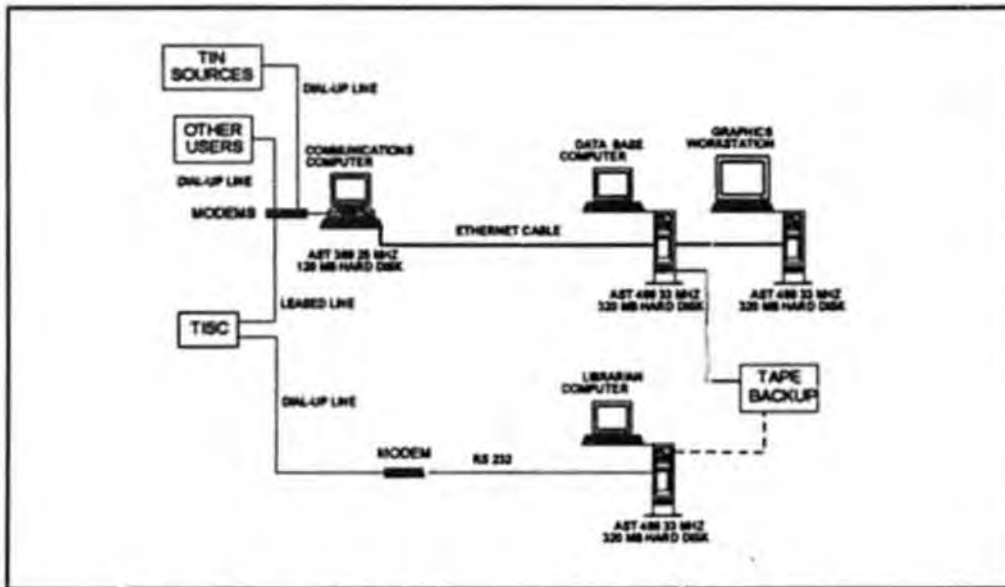 TIN
SOURCES
DIAL-UP LINE
OTHER
USERS
COMMUNICATIONS
COMPUTER
DATA BASE
COMPUTER
GRAPHICS
WORKSTATION
DIAL-UP LINE
MODEMS
ETHERNET CABLE
AST 386 25 MHZ
120 MB HARD DISK
AST 486 33 MHZ
320 MB HARD DISK
AST 486 33 MHZ
320 MB HARD DISK
LEASED LINE
TISC
LIBRARIAN
COMPUTER
TAPE
BACKUP
DIAL-UP LINE
MODEM
RS 232
AST 486 33 MHZ
320 MB HARD DISK